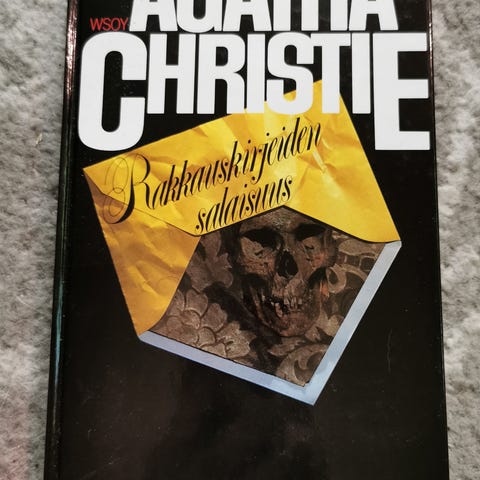 AGATHA
WSOY
CHRISTIE
Rakkauskirjeiden
salaisuus